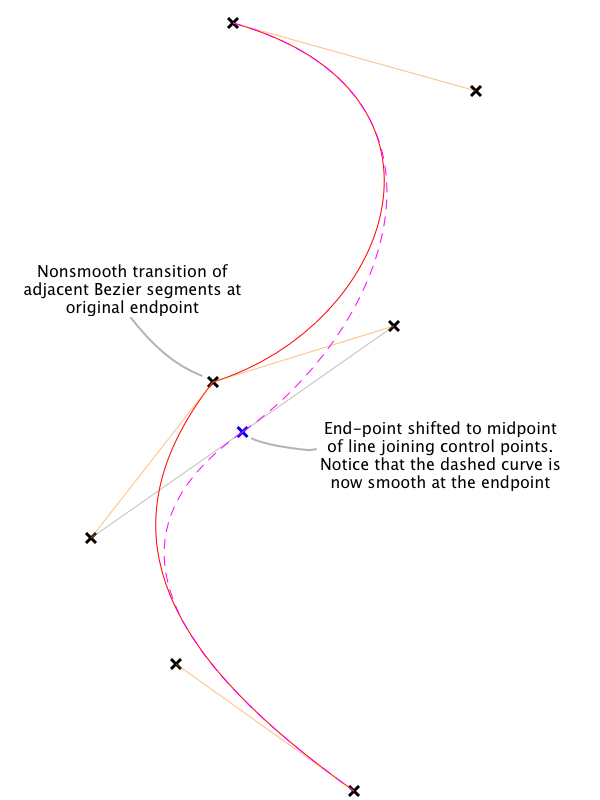 Nonsmooth transition of
adjacent Bezier segments at
original endpoint
End-point shifted to midpoint
of line joining control points.
Notice that the dashed curve is
now smooth at the endpoint